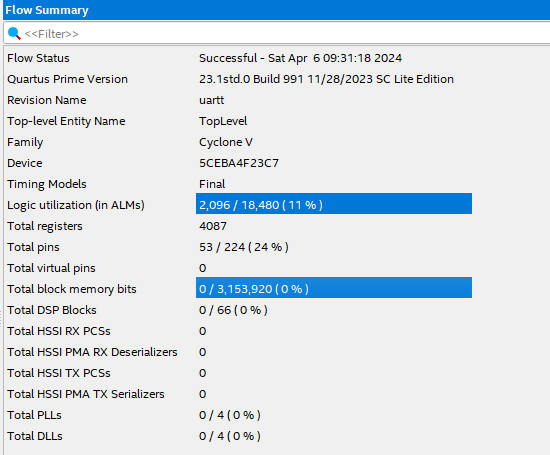 Flow Summary
<<Filter>>
Flow Status Successful - Sat Apr 6 09:31:18 2024
Quartus Prime Version 23.1std.0 Build 991 11/28/2023 SC Lite Edition
Revision Name uartt
Top-level Entity Name TopLevel
Family Cyclone V
Device 5CEBA4F23C7
Timing Models Final
Logic utilization (in ALMs) 2,096 / 18,480 ( 11 % )
Total registers 4087
Total pins 53 / 224 ( 24 % )
Total virtual pins 0
Total block memory bits 0 / 3,153,920 ( 0 % )
Total DSP Blocks 0 / 66 ( 0 % )
Total HSSI RX PCSs 0
Total HSSI PMA RX Deserializers 0
Total HSSI TX PCSs 0
Total HSSI PMA TX Serializers 0
Total PLLs 0 / 4 ( 0 % )
Total DLLs 0 / 4 ( 0 % )